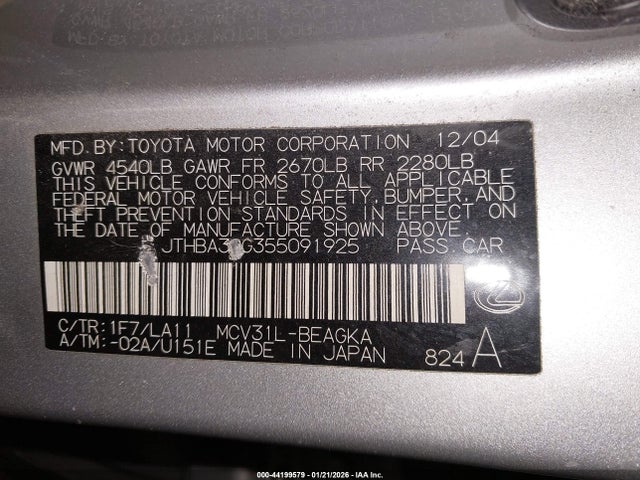 MFD.BY:TOYOTA MOTOR CORPORATION 12/04
GVWR 4540LB GAWR FR 2670LB RR 2280LB
THIS VEHICLE CONFORMS TO ALL APPLICABLE
FEDERAL MOTOR VEHICLE SAFETY,BUMPER,AND
THEFT PREVENTION STANDARDS IN EFFECT ON
THE DATE OF MANUFACTURE SHOWN ABOVE.
PASS.CAR
C/TR:1F7/LA11 MCV31L-BEAGKA
A/TM:-02A/U151E MADE IN JAPAN 824 A
000-44199579 - 01/21/2026 - IAA Inc.